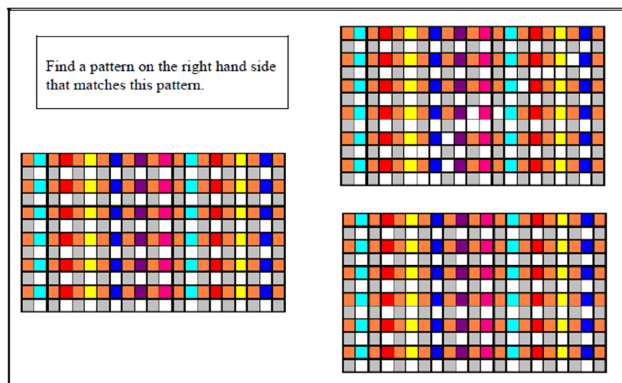 Find a pattern on the right hand side
that matches this pattern.